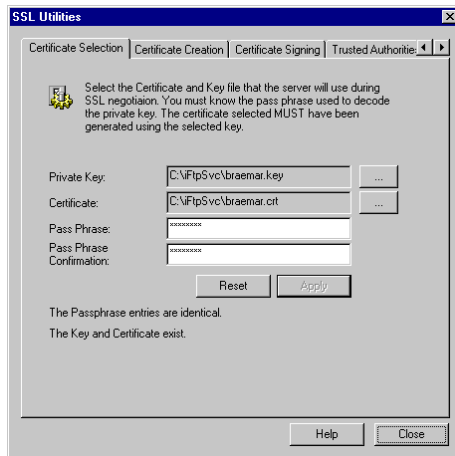 SSL Utilities
Certificate Selection
Certificate Creation
Certificate Signing
Trusted Authorities
Select the Certificate and Key file that the server will use during
SSL negotiaion. You must know the pass phrase used to decode
the private key. The certificate selected MUST have been
generated using the selected key.
Private Key:
C:\iFtpSvc\braemar.key
...
Certificate:
C:\iFtpSvc\braemar.crt
...
Pass Phrase:
xxxxxxxx
Pass Phrase
Confirmation:
xxxxxxxx
Reset
Apply
The Passphrase entries are identical.
The Key and Certificate exist.
Help
Close